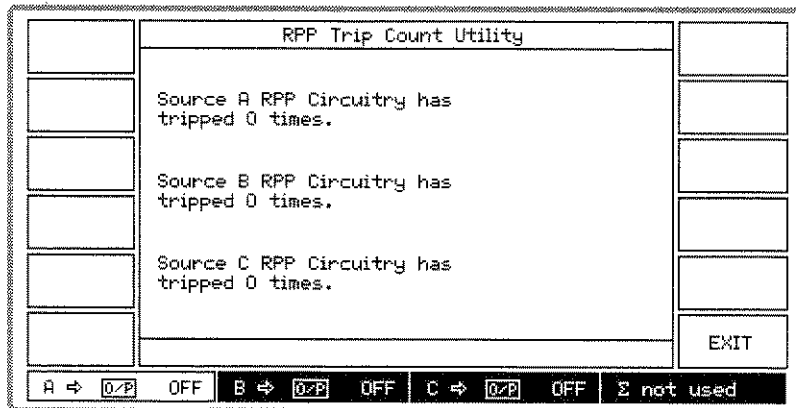 RPP Trip Count Utility
Source A RPP Circuitry has
tripped 0 times.
Source B RPP Circuitry has
tripped 0 times.
Source C RPP Circuitry has
tripped 0 times.
EXIT
A ⇨ O/P OFF B ⇨ O/P OFF C ⇨ O/P OFF Σ not used